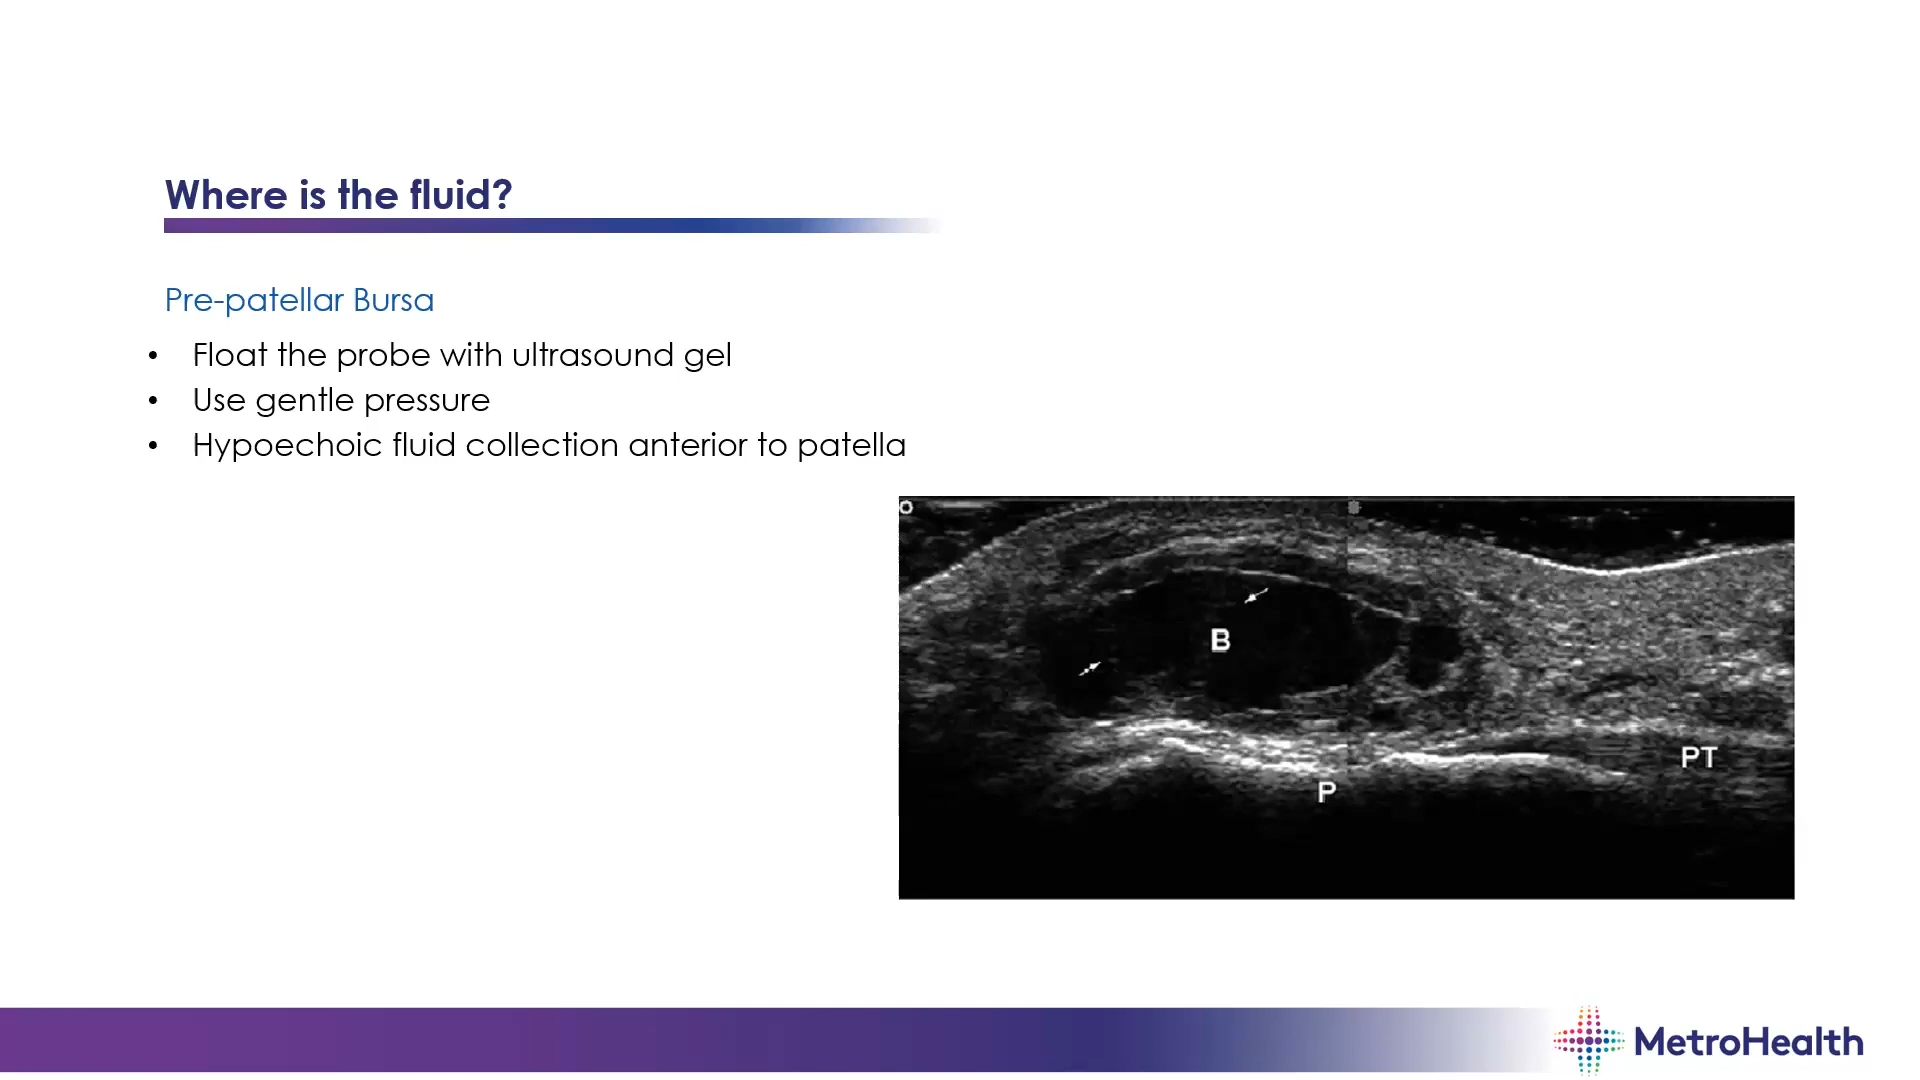 Where is the fluid?
Pre-patellar Bursa
• Float the probe with ultrasound gel
• Use gentle pressure
• Hypoechoic fluid collection anterior to patella
B
PT
P
MetroHealth